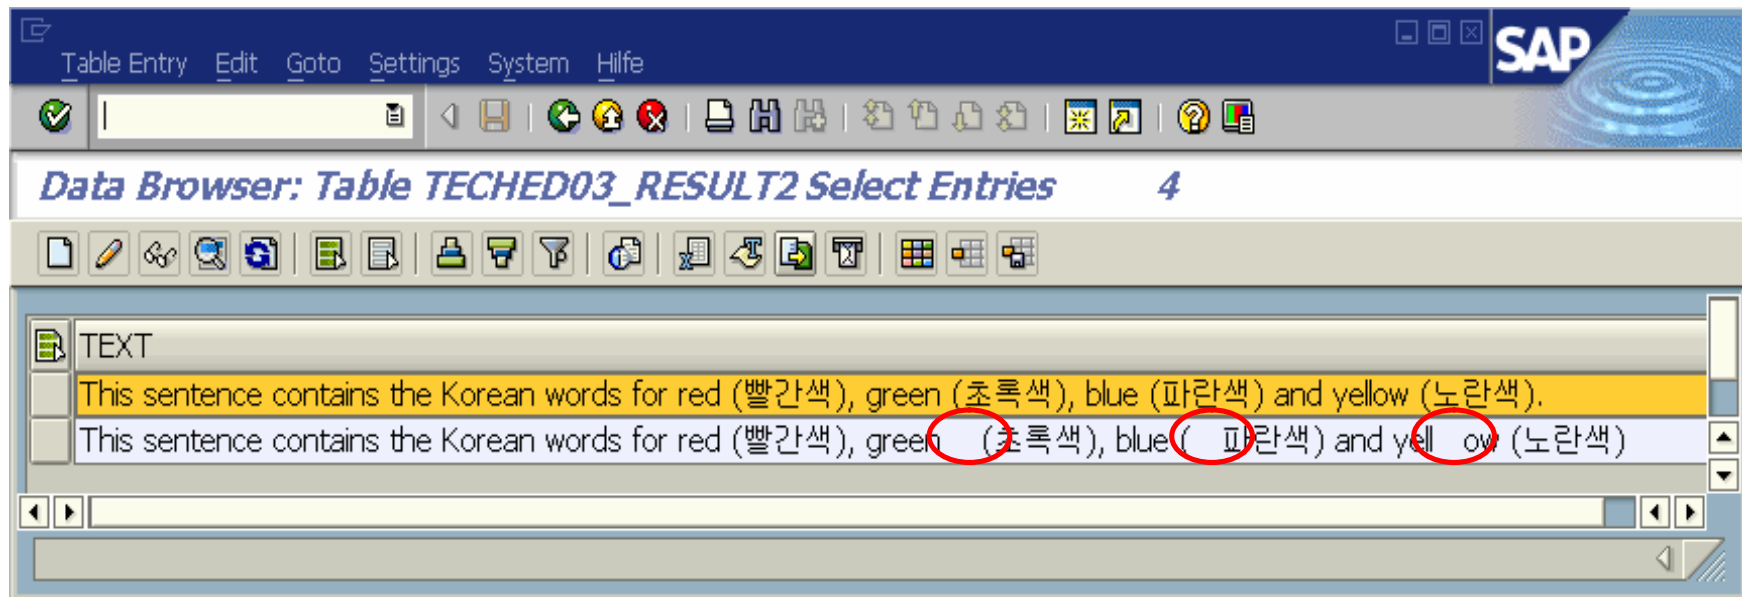 Table Entry Edit Goto Settings System Hilfe
SAP
Data Browser: Table TECHED03_RESULT2 Select Entries 4
TEXT
This sentence contains the Korean words for red (빨간색), green (초록색), blue (파란색) and yellow (노란색).
This sentence contains the Korean words for red (빨간색), green (초록색), blue ( 파란색) and yell ow (노란색)